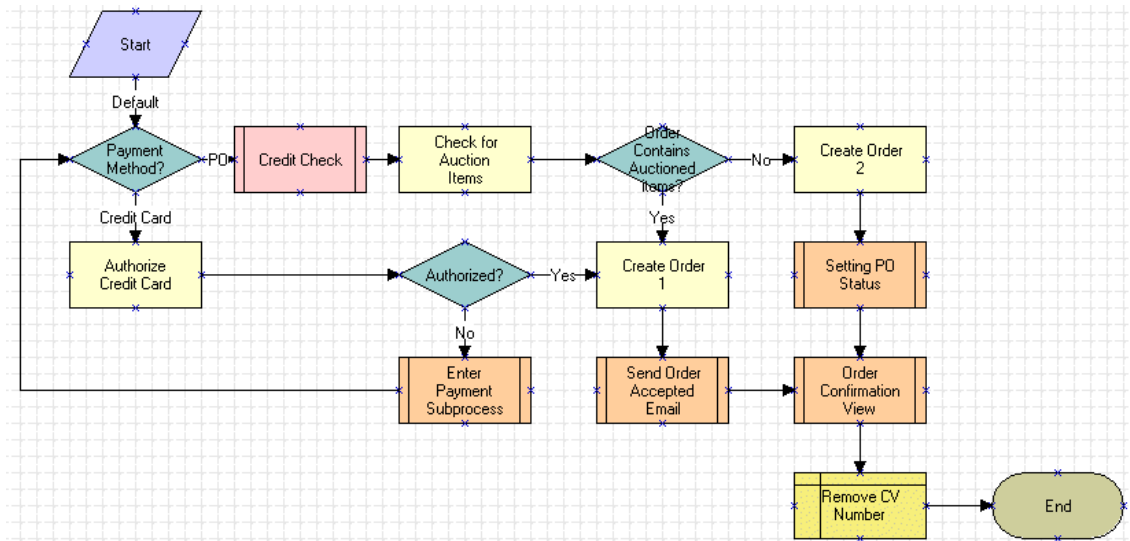 Start
Default
Payment
Method?
PO
Credit Check
Check for
Auction
Items
Order
Contains
Auctioned
Items?
No
Create Order
2
Credit Card
Yes
Authorize
Credit Card
Authorized?
Yes
Create Order
1
Setting PO
Status
No
Enter
Payment
Subprocess
Send Order
Accepted
Email
Order
Confirmation
View
Remove CV
Number
End